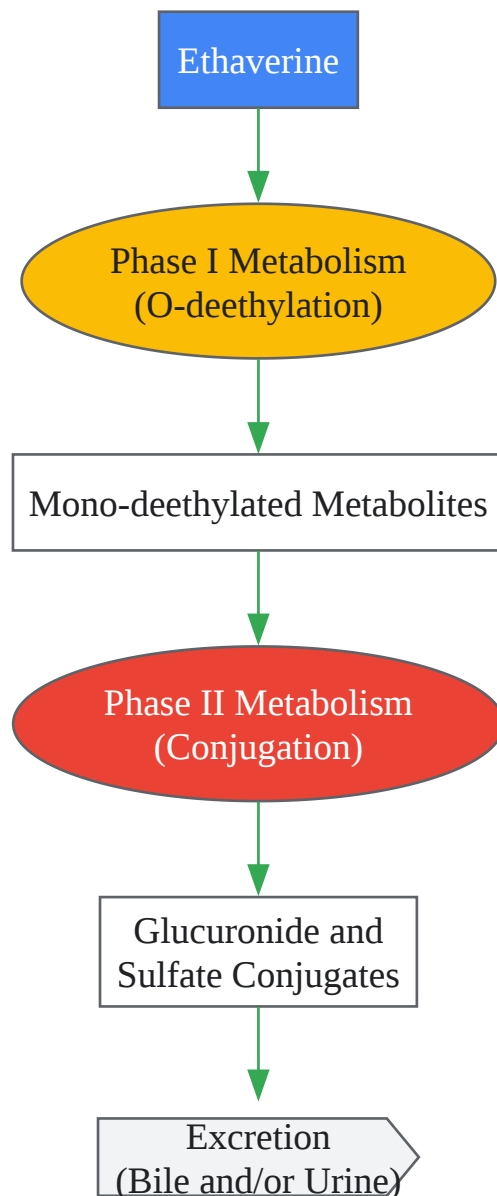 Ethaverine
Phase I Metabolism
(O-deethylation)
Mono-deethylated Metabolites
Phase II Metabolism
(Conjugation)
Glucuronide and
Sulfate Conjugates
Excretion
(Bile and/or Urine)